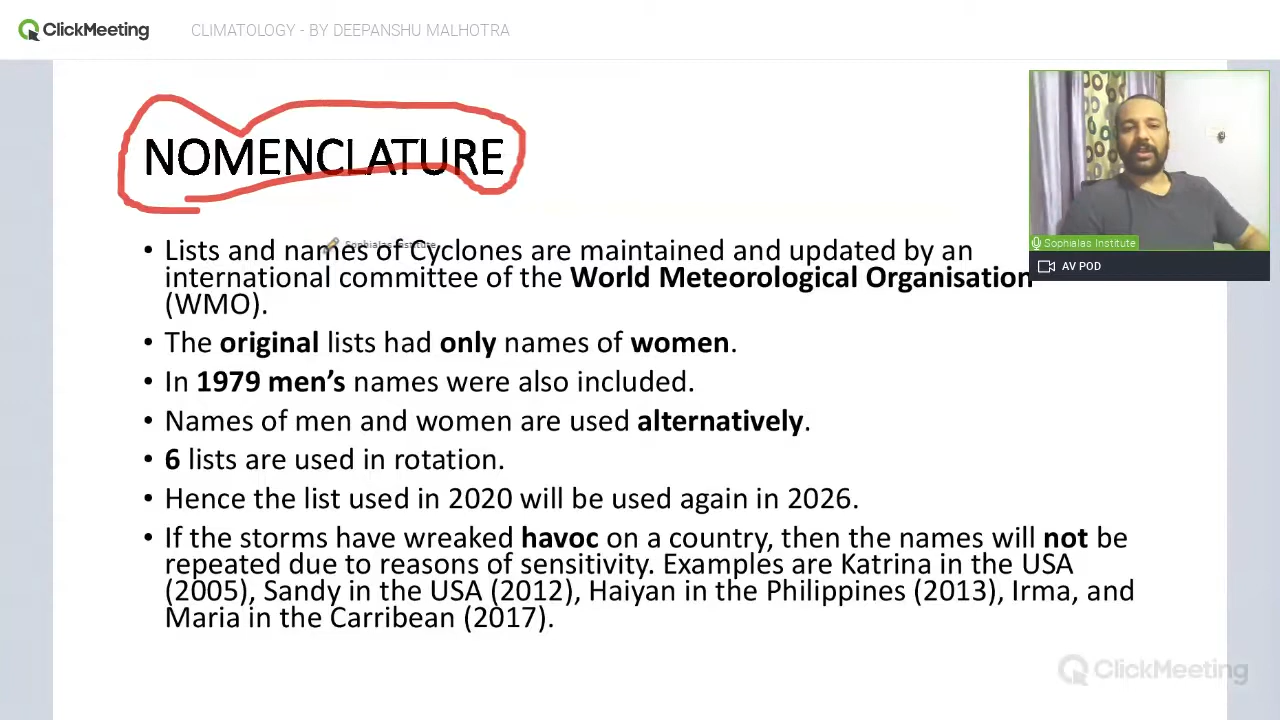 ClickMeeting
CLIMATOLOGY - BY DEEPANSHU MALHOTRA
NOMENCLATURE
• Lists and names of Cyclones are maintained and updated by an
international committee of the World Meteorological Organisation
(WMO).
• The original lists had only names of women.
• In 1979 men’s names were also included.
• Names of men and women are used alternatively.
• 6 lists are used in rotation.
• Hence the list used in 2020 will be used again in 2026.
• If the storms have wreaked havoc on a country, then the names will not be
repeated due to reasons of sensitivity. Examples are Katrina in the USA
(2005), Sandy in the USA (2012), Haiyan in the Philippines (2013), Irma, and
Maria in the Carribean (2017).
SophiaIas Institute
SophiaIas Institute
AV POD
ClickMeeting